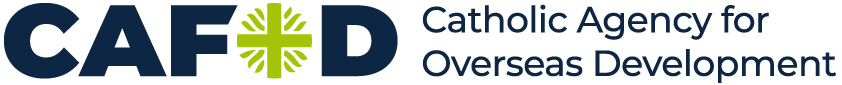 CAFOD
Catholic Agency for
Overseas Development